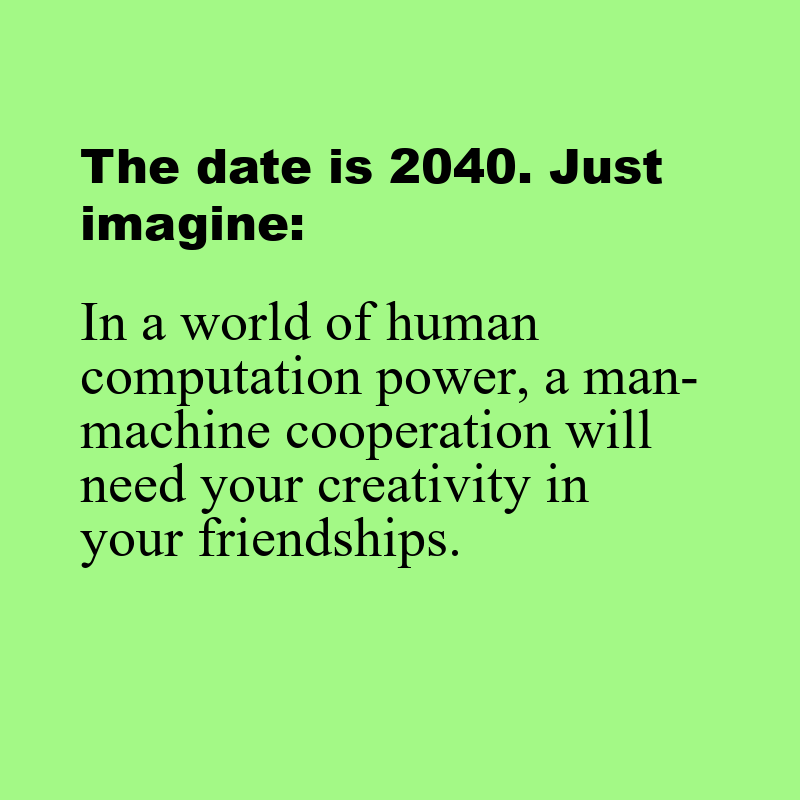 The date is 2040. Just
imagine:
In a world of human
computation power, a man-
machine cooperation will
need your creativity in
your friendships.